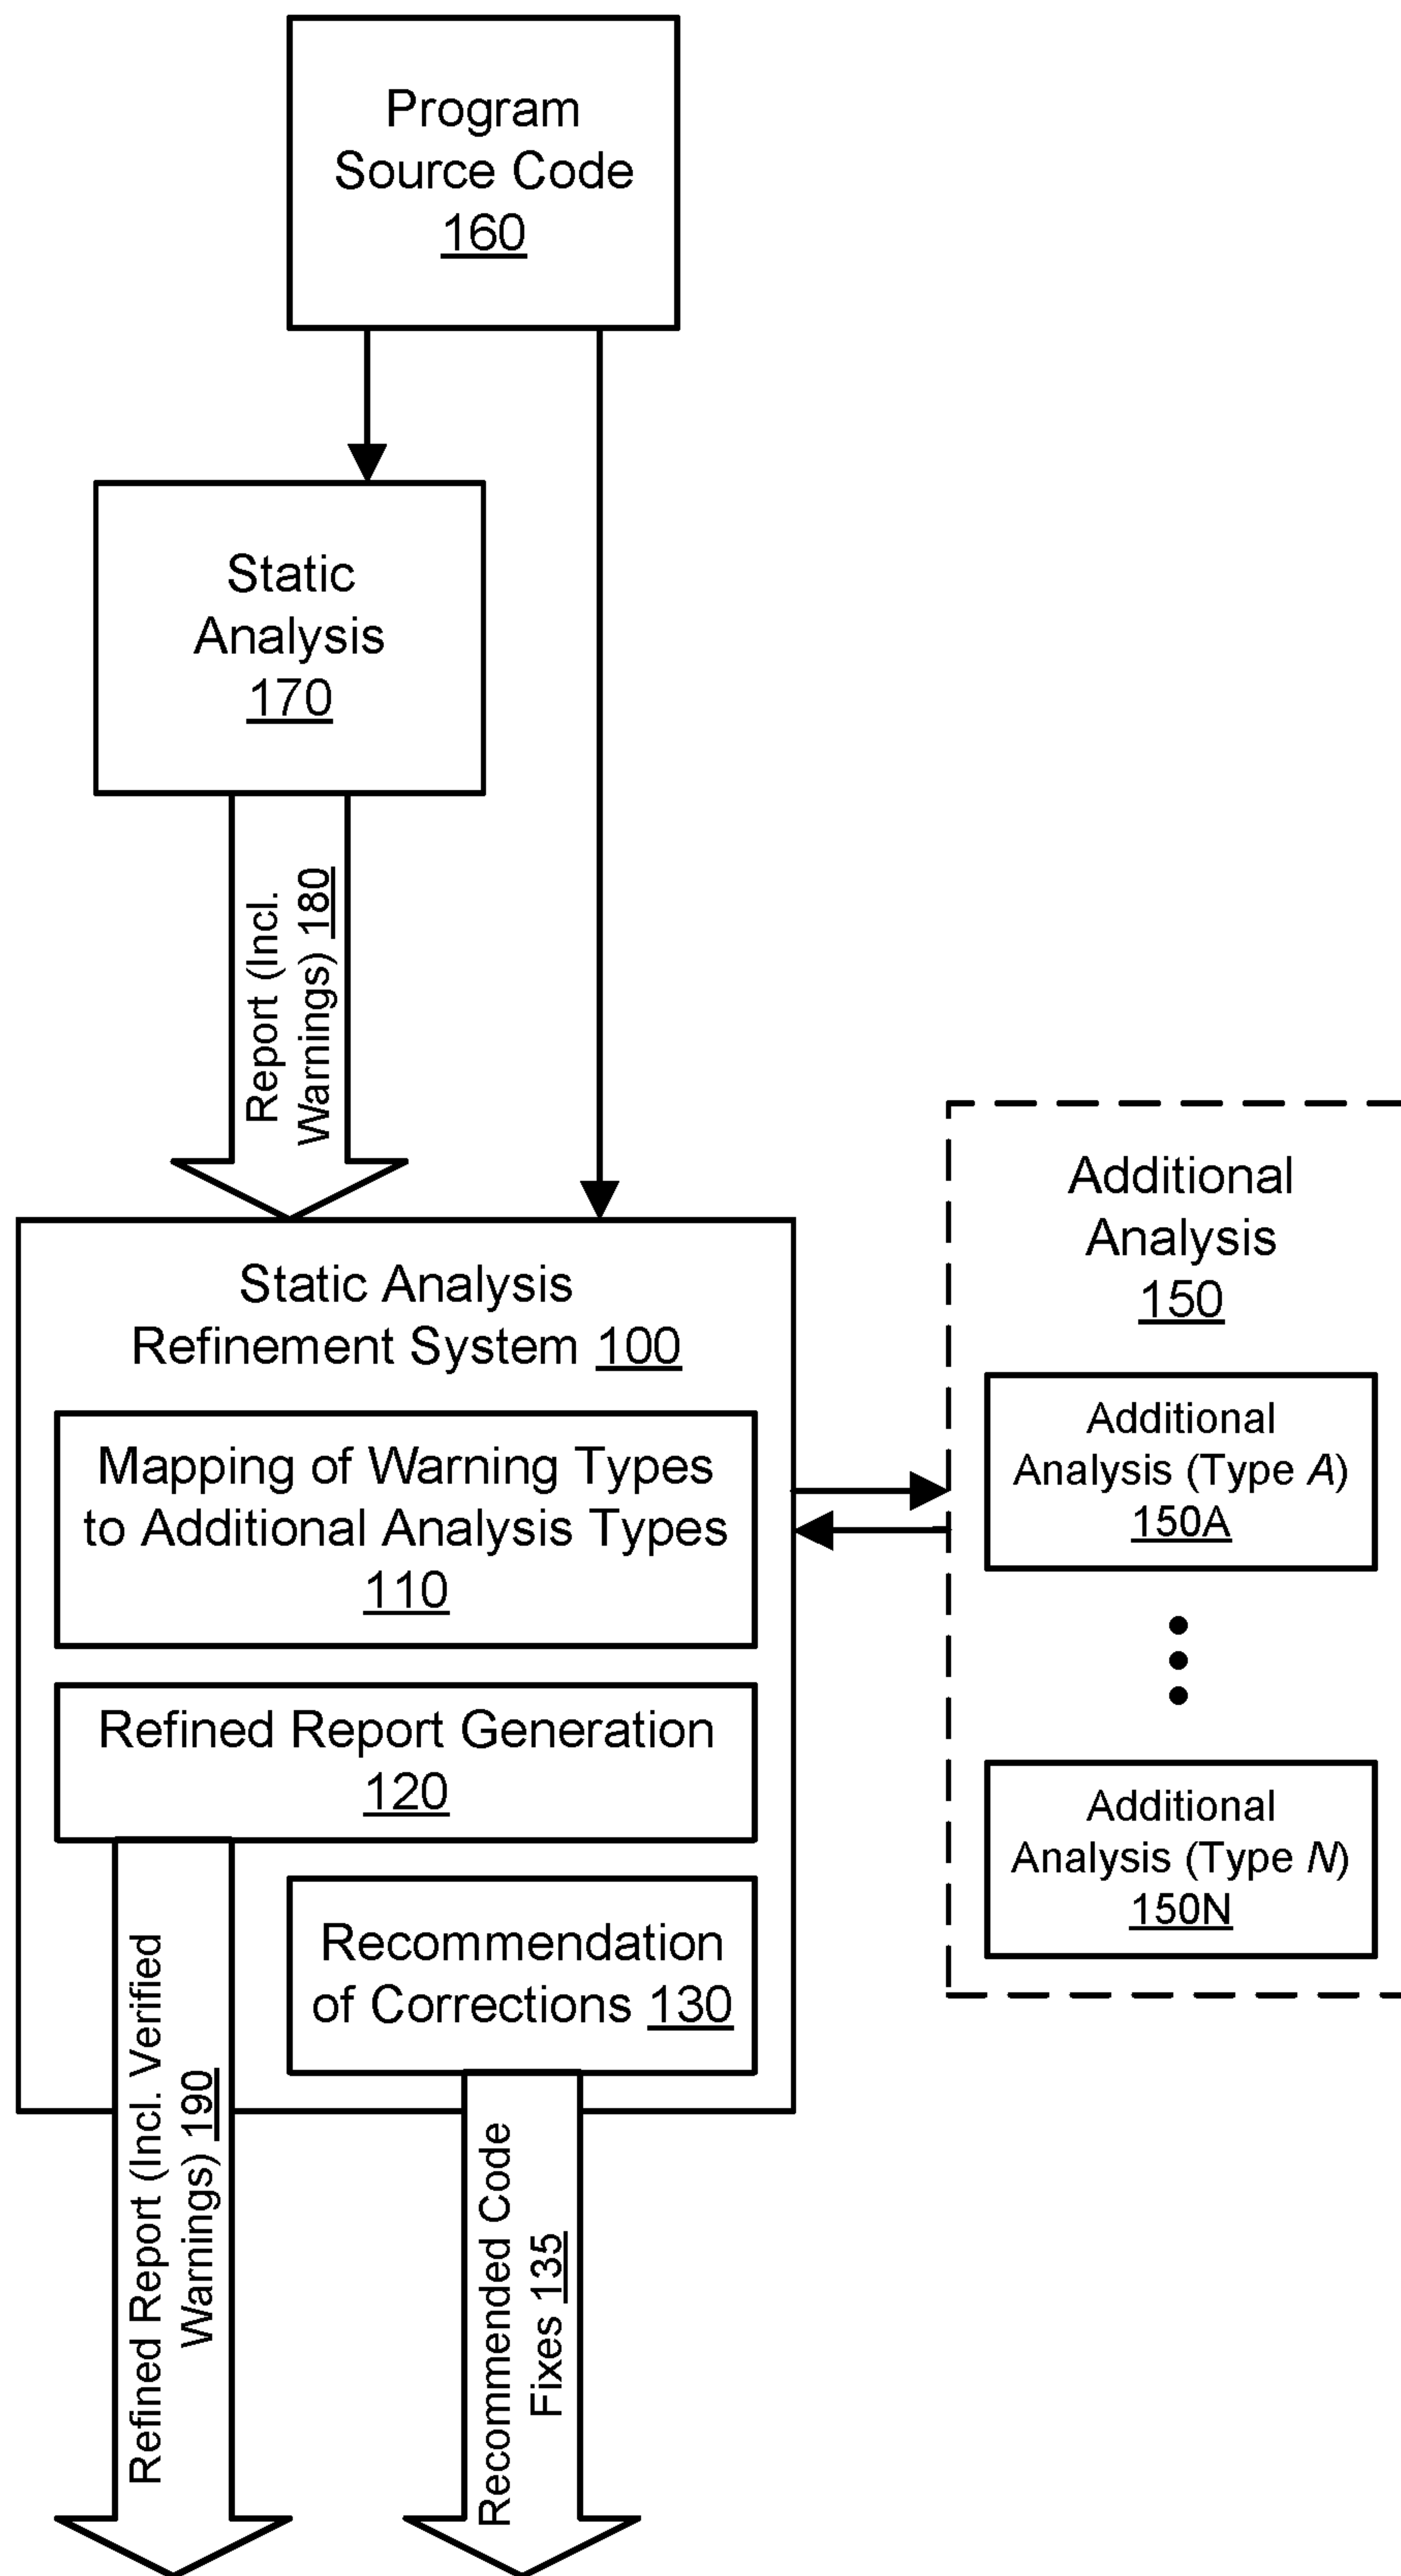 Program
Source Code
160
Static
Analysis
170
Report (Incl.
Warnings) 180
Static Analysis
Refinement System 100
Mapping of Warning Types
to Additional Analysis Types
110
Refined Report Generation
120
Recommendation
of Corrections 130
Refined Report (Incl. Verified
Warnings) 190
Recommended Code
Fixes 135
Additional
Analysis
150
Additional
Analysis (Type A)
150A
Additional
Analysis (Type N)
150N